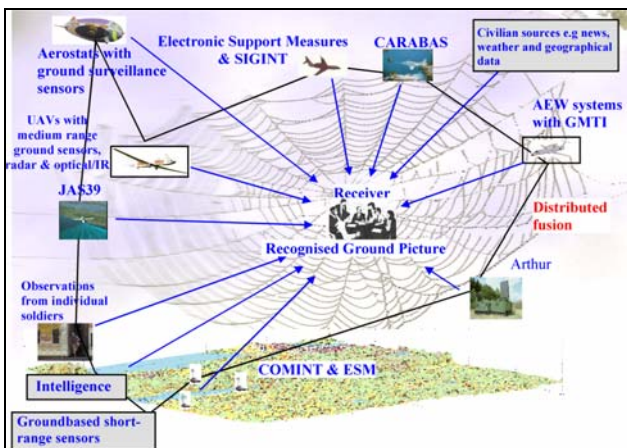 Aerostats with
ground surveillance
sensors
Electronic Support Measures
& SIGINT
CARABAS
Civilian sources e.g news,
weather and geographical
data
UAVs with
medium range
ground sensors,
radar & optical/IR
AEW systems
with GMTI
JAS39
Receiver
Recognised Ground Picture
Distributed
fusion
Arthur
Observations
from individual
soldiers
Intelligence
COMINT & ESM
Groundbased short-
range sensors